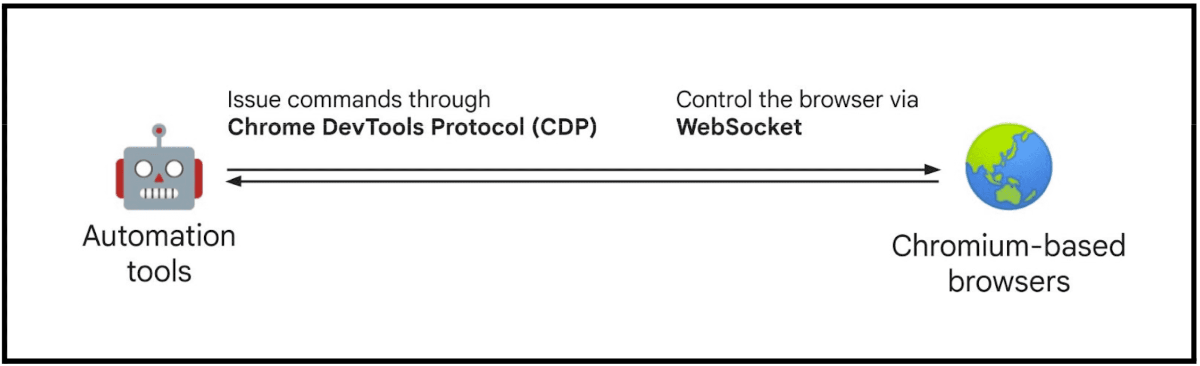 Issue commands through
Chrome DevTools Protocol (CDP)
Control the browser via
WebSocket
Automation
tools
Chromium-based
browsers